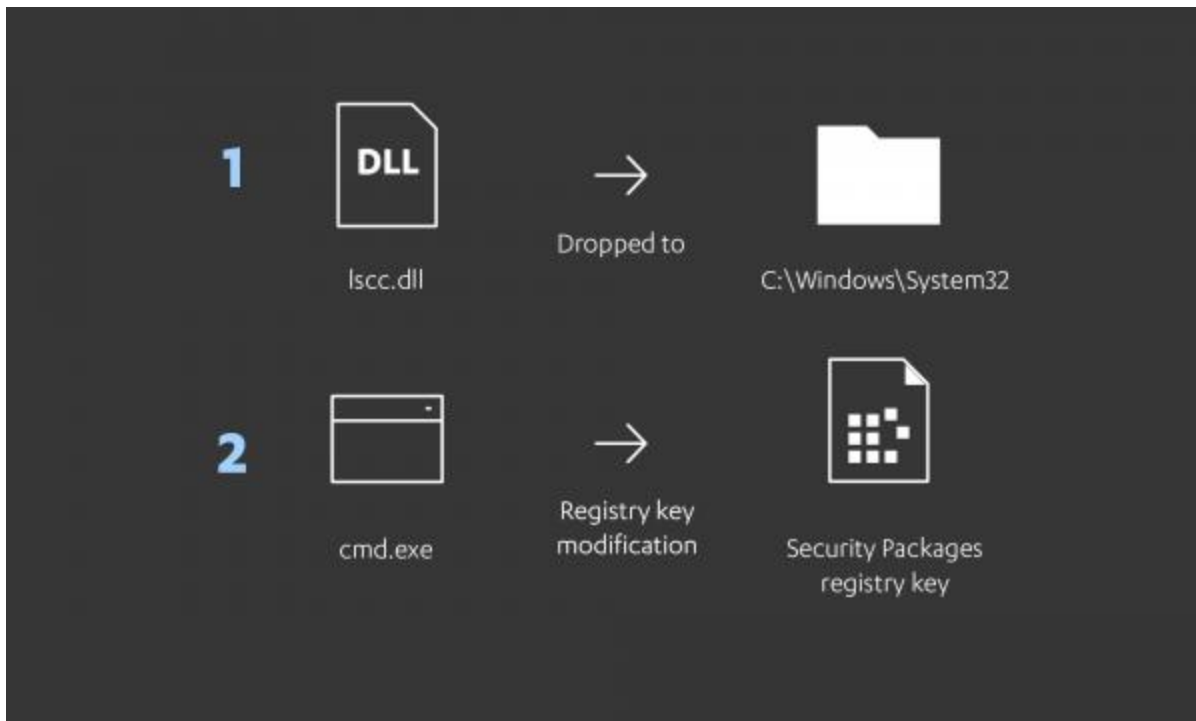 1
DLL
lscc.dll
Dropped to
C:\Windows\System32
2
cmd.exe
Registry key
modification
Security Packages
registry key